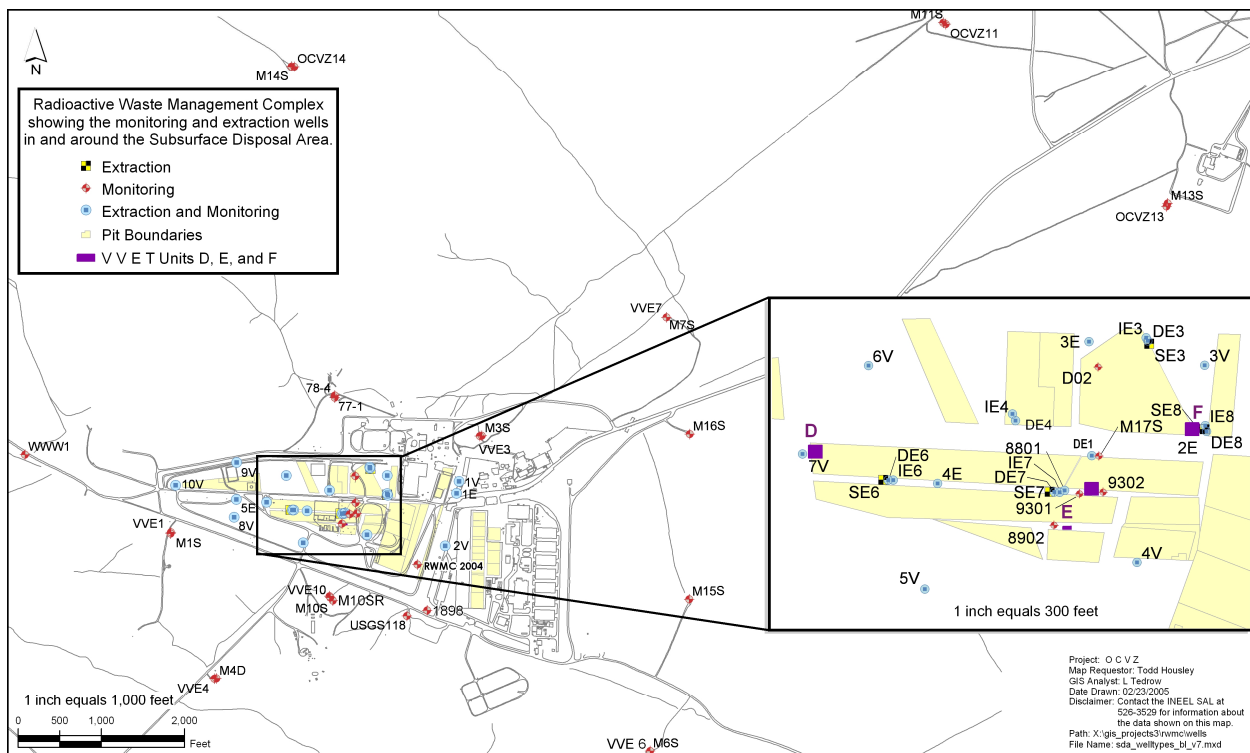 M11S
OCVZ11
OCVZ14
M14S
N
Radioactive Waste Management Complex
showing the monitoring and extraction wells
in and around the Subsurface Disposal Area.
Extraction
Monitoring
Extraction and Monitoring
Pit Boundaries
V V E T Units D, E, and F
M13S
OCVZ13
VVE7
M7S
78-4
77-1
M3S
VVE3
M16S
WWW1
9V
10V
1V
1E
5E
8V
VVE1
M1S
2V
RWMC 2004
VVE10
M10SR
M10S
1898
USGS118
M15S
M4D
VVE4
VVE 6
M6S
IE3
DE3
3E
SE3
6V
3V
D02
IE4
DE4
SE8
F
IE8
M17S
D
DE1
2E
DE8
8801
7V
DE6
IE7
IE6
DE7
4E
9302
SE6
SE7
9301
E
8902
4V
5V
1 inch equals 300 feet
1 inch equals 1,000 feet
0 500 1,000 2,000
Feet
Project: O C V Z
Map Requestor: Todd Housley
GIS Analyst: L Tedrow
Date Drawn: 02/23/2005
Disclaimer: Contact the INEEL SAL at
526-3529 for information about
the data shown on this map.
Path: X:\gis_projects3\rwmc\wells
File Name: sda_welltypes_bl_v7.mxd